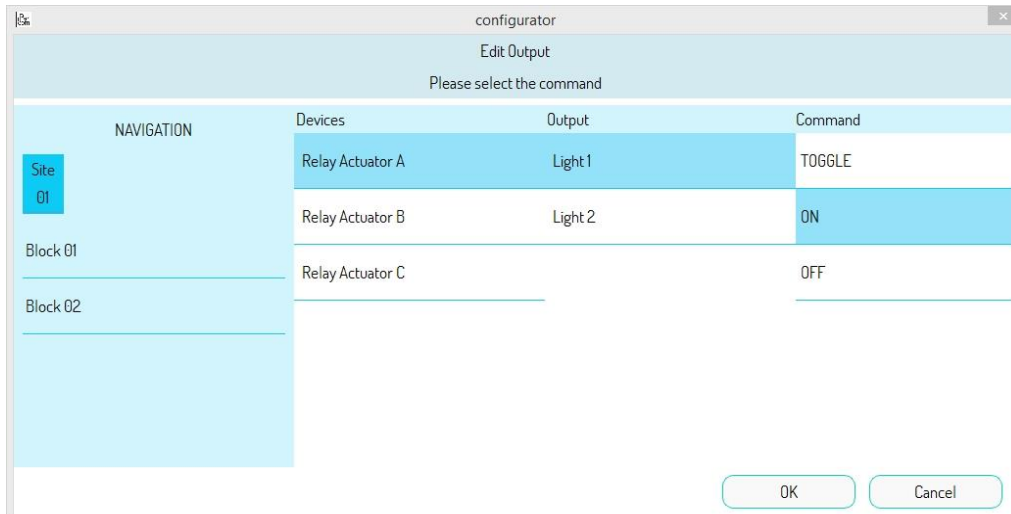 configurator
Edit Output
Please select the command
NAVIGATION
Site
01
Block 01
Block 02
Devices Output Command
Relay Actuator A Light 1 TOGGLE
Relay Actuator B Light 2 ON
Relay Actuator C OFF
OK Cancel